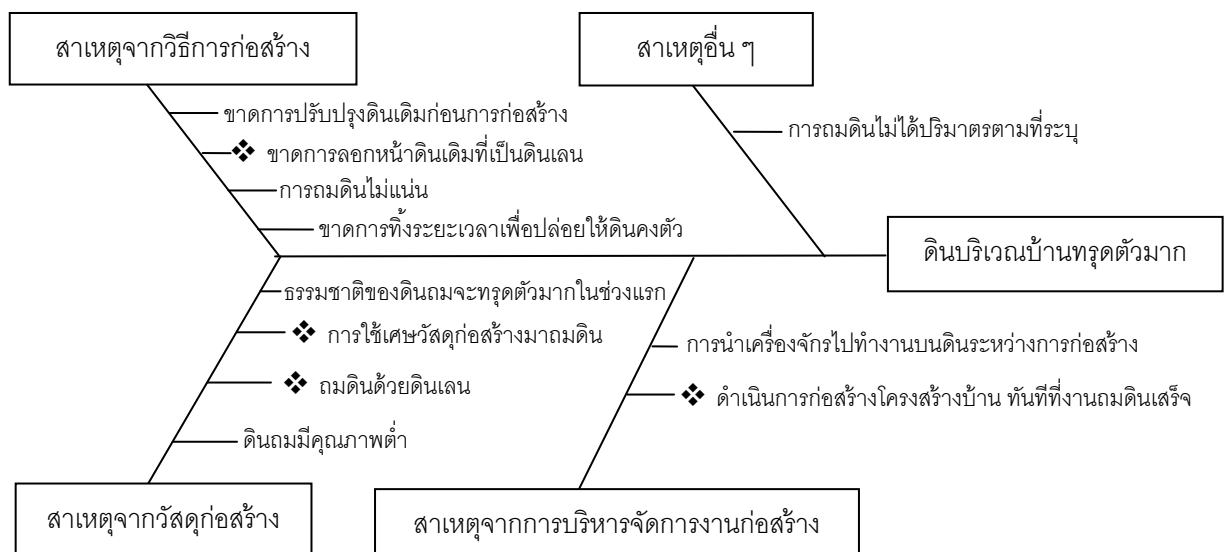 สาเหตุจากวิธีการก่อสร้าง
สาเหตุอื่น ๆ
ขาดการปรับปรุงดินเดิมก่อนการก่อสร้าง
การถมดินไม่ได้ปริมาตรตามที่ระบุ
❖ ขาดการลอกหน้าดินเดิมที่เป็นดินเลน
การถมดินไม่แน่น
ขาดการทิ้งระยะเวลาเพื่อปล่อยให้ดินคงตัว
ดินบริเวณบ้านทรุดตัวมาก
ธรรมชาติของดินถมจะทรุดตัวมากในช่วงแรก
❖ การใช้เศษวัสดุก่อสร้างมาถมดิน
❖ ถมดินด้วยดินเลน
ดินถมมีคุณภาพต่ำ
การนำเครื่องจักรไปทำงานบนดินระหว่างการก่อสร้าง
❖ ดำเนินการก่อสร้างโครงสร้างบ้าน ทันทีที่งานถมดินเสร็จ
สาเหตุจากวัสดุก่อสร้าง
สาเหตุจากการบริหารจัดการงานก่อสร้าง